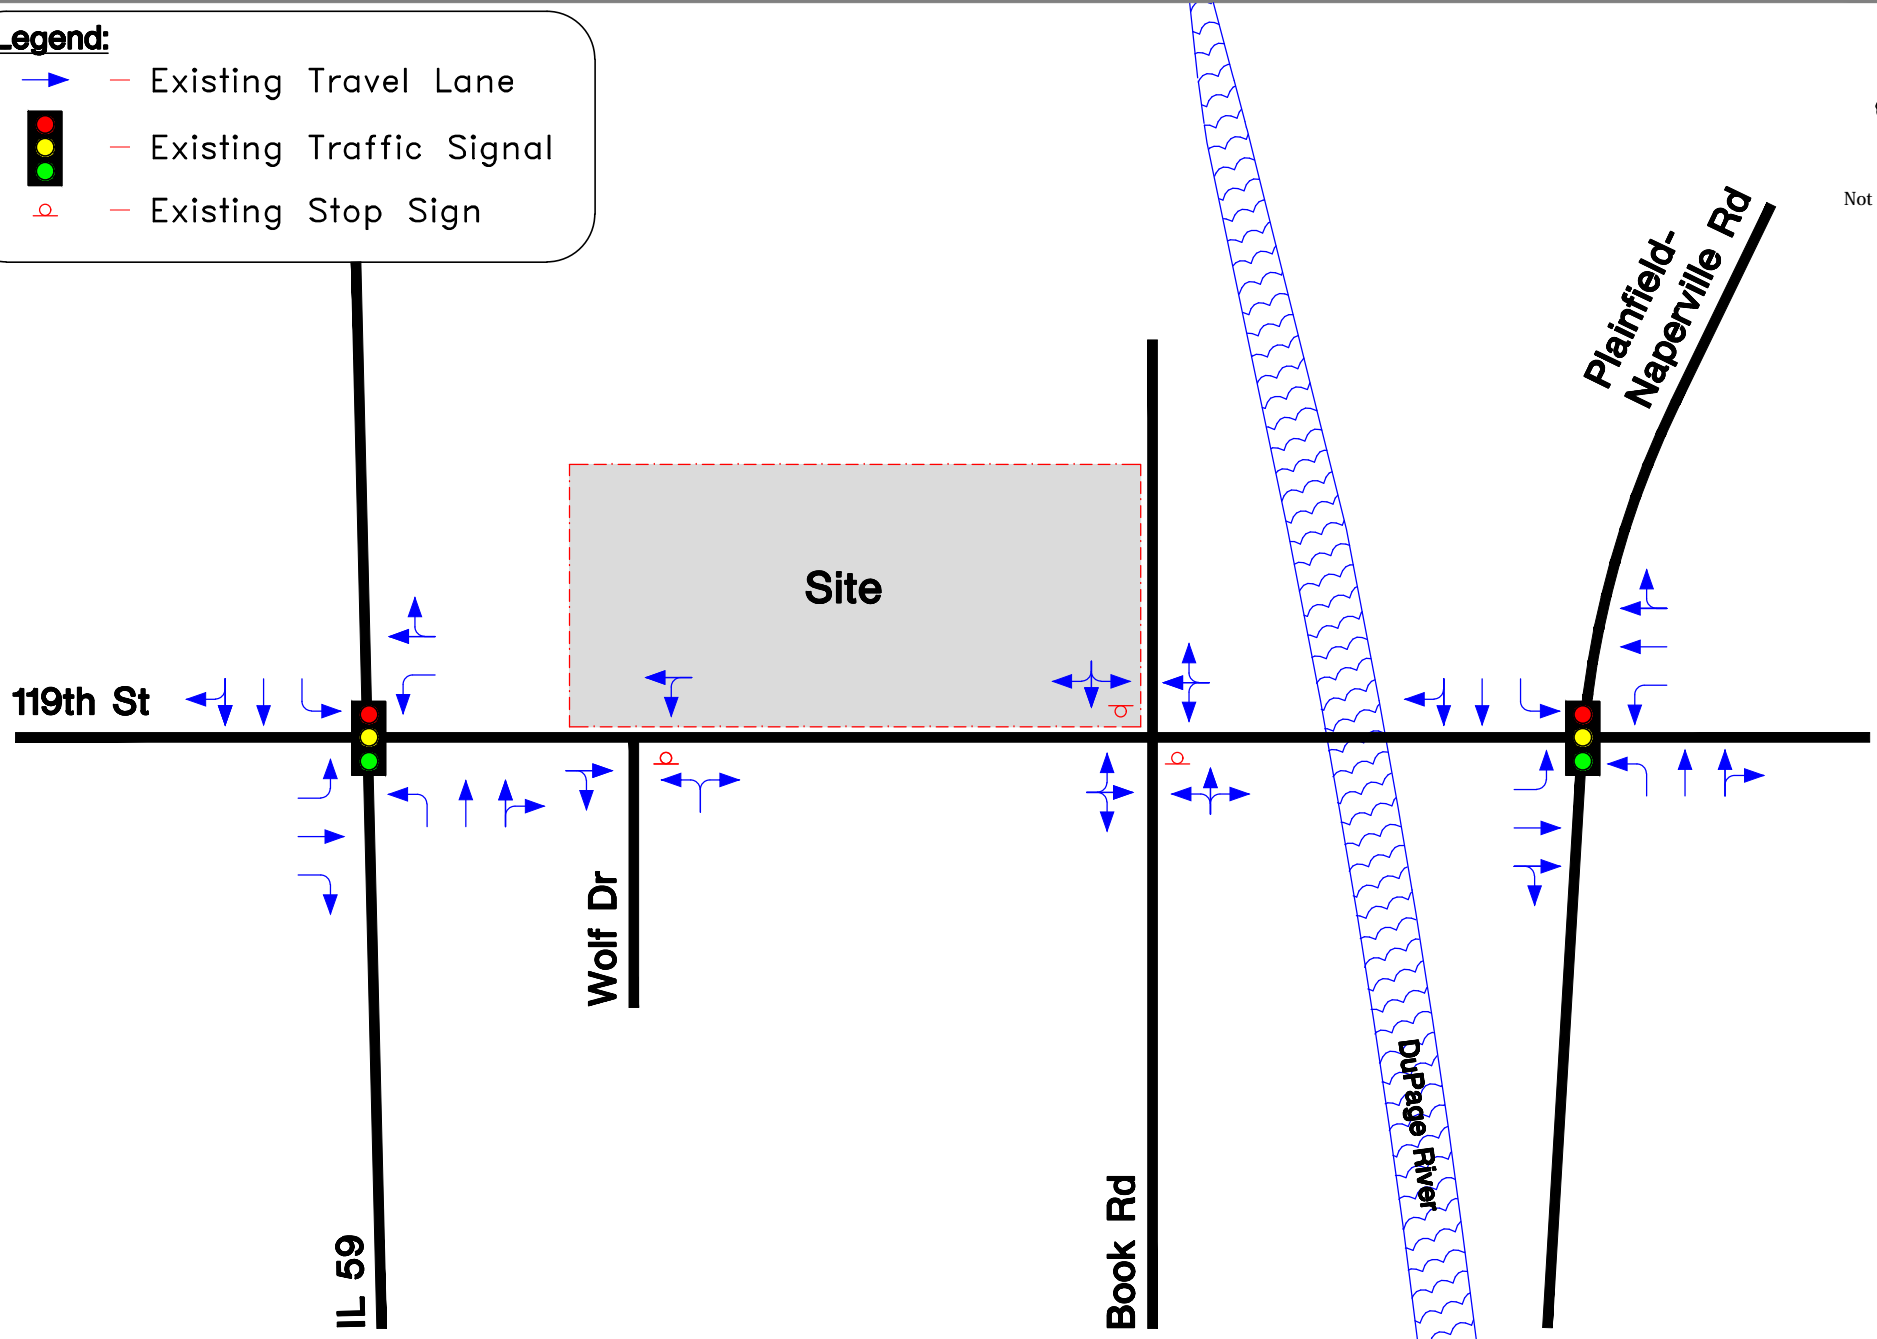 Legend:
Existing Travel Lane
Existing Traffic Signal
Existing Stop Sign
Not
Plainfield-
Naperville Rd
Site
119th St
Wolf Dr
DuPage River
Book Rd
IL 59